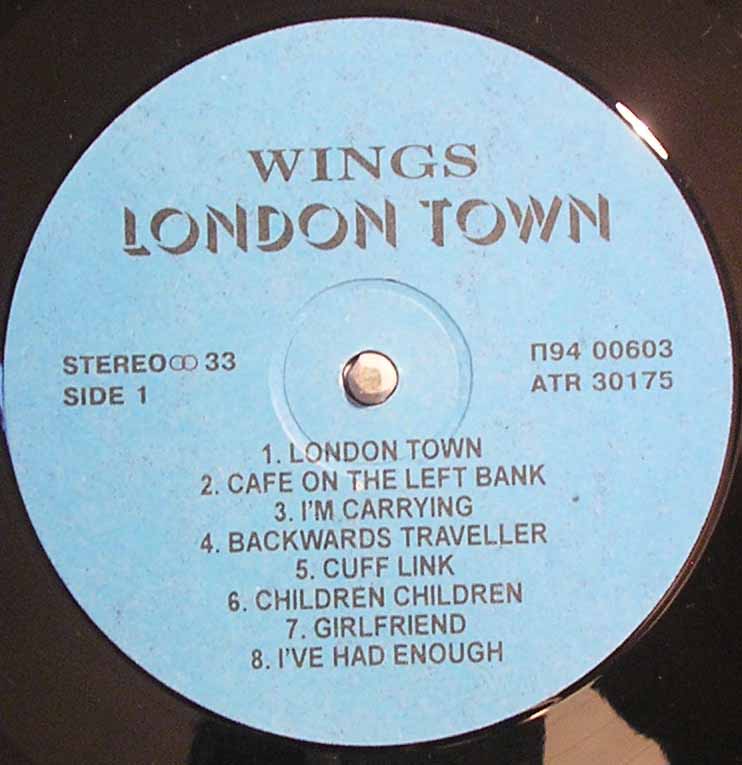 WINGS
LONDON TOWN
STEREO 33
SIDE 1
П94 00603
ATR 30175
1. LONDON TOWN
2. CAFE ON THE LEFT BANK
3. I'M CARRYING
4. BACKWARDS TRAVELLER
5. CUFF LINK
6. CHILDREN CHILDREN
7. GIRLFRIEND
8. I'VE HAD ENOUGH